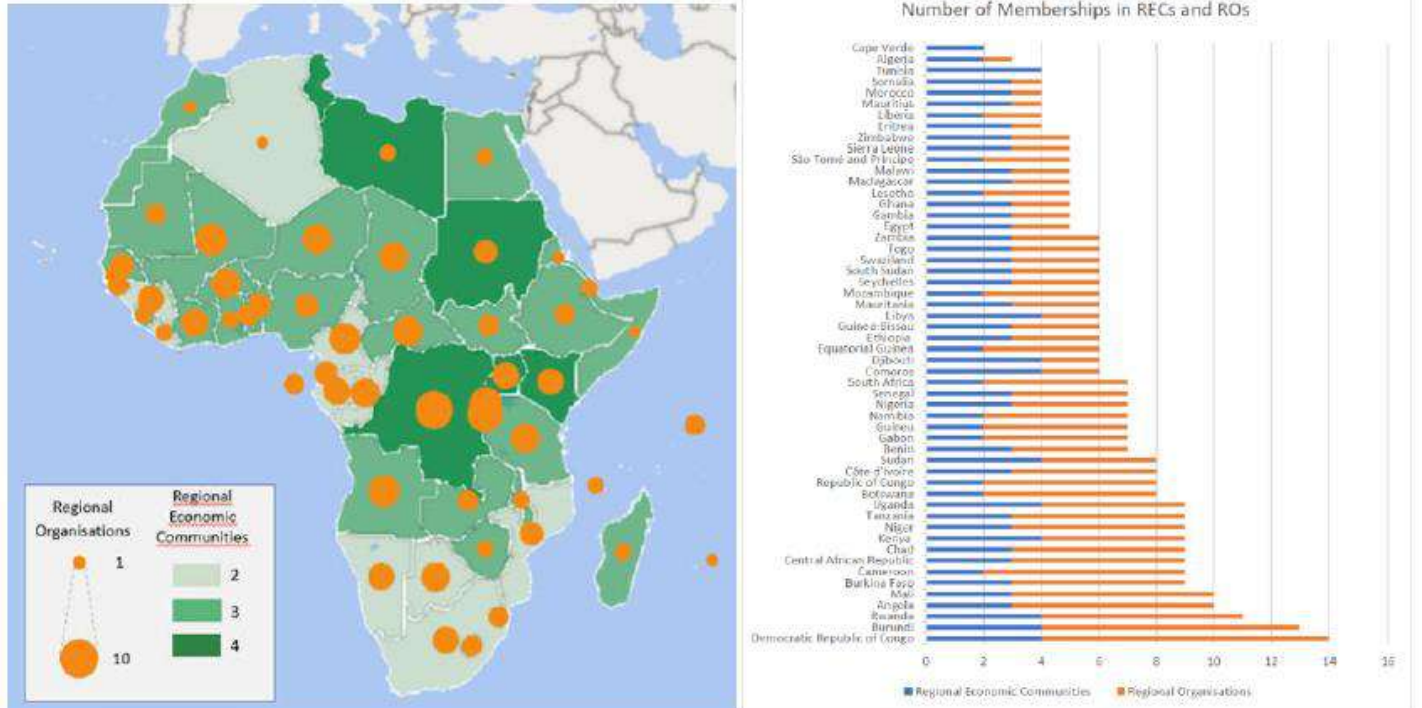 Regional
Organisations
1
10
Regional
Economic
Communities
2
3
4
Number of Memberships in RECs and ROs
Cape Verde
Algeria
Tunisia
Somalia
Morocco
Mauritius
Liberia
Eritrea
Zimbabwe
Sierra Leone
São Tomé and Príncipe
Malawi
Madagascar
Lesotho
Ghana
Gambia
Egypt
Zambia
Togo
Swaziland
South Sudan
Seychelles
Mozambique
Mauritania
Libya
Guinea-Bissau
Ethiopia
Equatorial Guinea
Djibouti
Comoros
South Africa
Senegal
Nigeria
Namibia
Guinea
Gabon
Benin
Sudan
Côte d'Ivoire
Republic of Congo
Botswana
Uganda
Tanzania
Niger
Kenya
Chad
Central African Republic
Cameroon
Burkina Faso
Mali
Angola
Rwanda
Burundi
Democratic Republic of Congo
0 2 4 6 8 10 12 14 16
Regional Economic Communities Regional Organisations